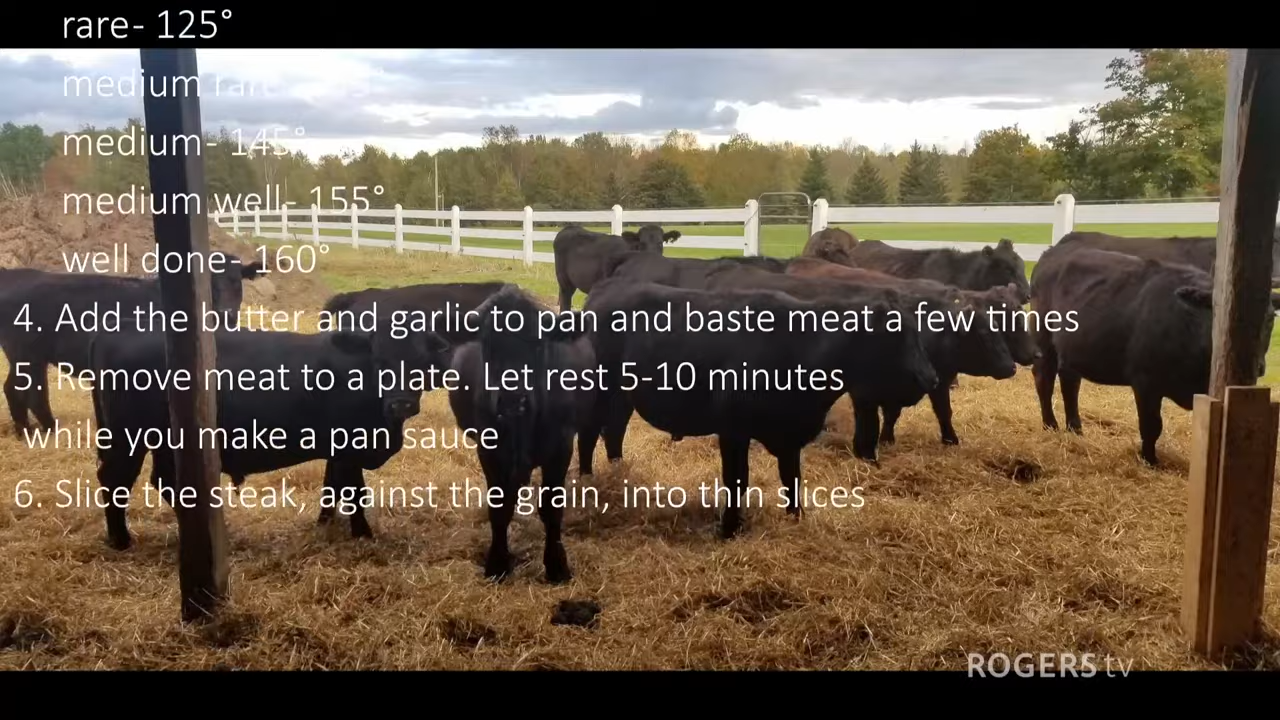 rare- 125°
medium rare-
medium- 145°
medium well- 155°
well done- 160°
4. Add the butter and garlic to pan and baste meat a few times
5. Remove meat to a plate. Let rest 5-10 minutes
while you make a pan sauce
6. Slice the steak, against the grain, into thin slices
ROGERS tv